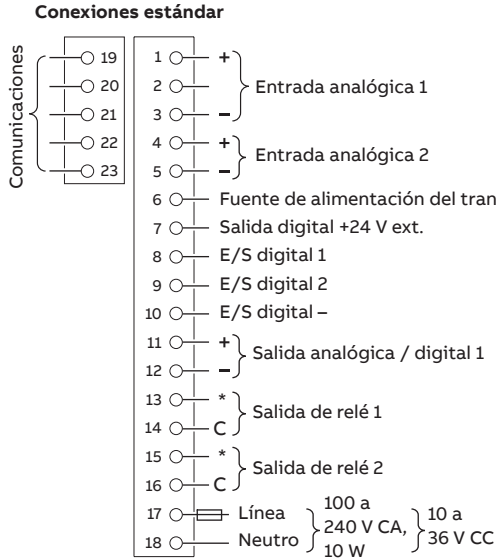 Conexiones estándar
Comunicaciones
19
20
21
22
23
1 +
2
3 –
Entrada analógica 1
4 +
5 –
Entrada analógica 2
6 Fuente de alimentación del tran
7 Salida digital +24 V ext.
8 E/S digital 1
9 E/S digital 2
10 E/S digital –
11 +
12 –
Salida analógica / digital 1
13 *
14 C
Salida de relé 1
15 *
16 C
Salida de relé 2
17 Línea
18 Neutro
100 a
240 V CA,
10 W
10 a
36 V CC